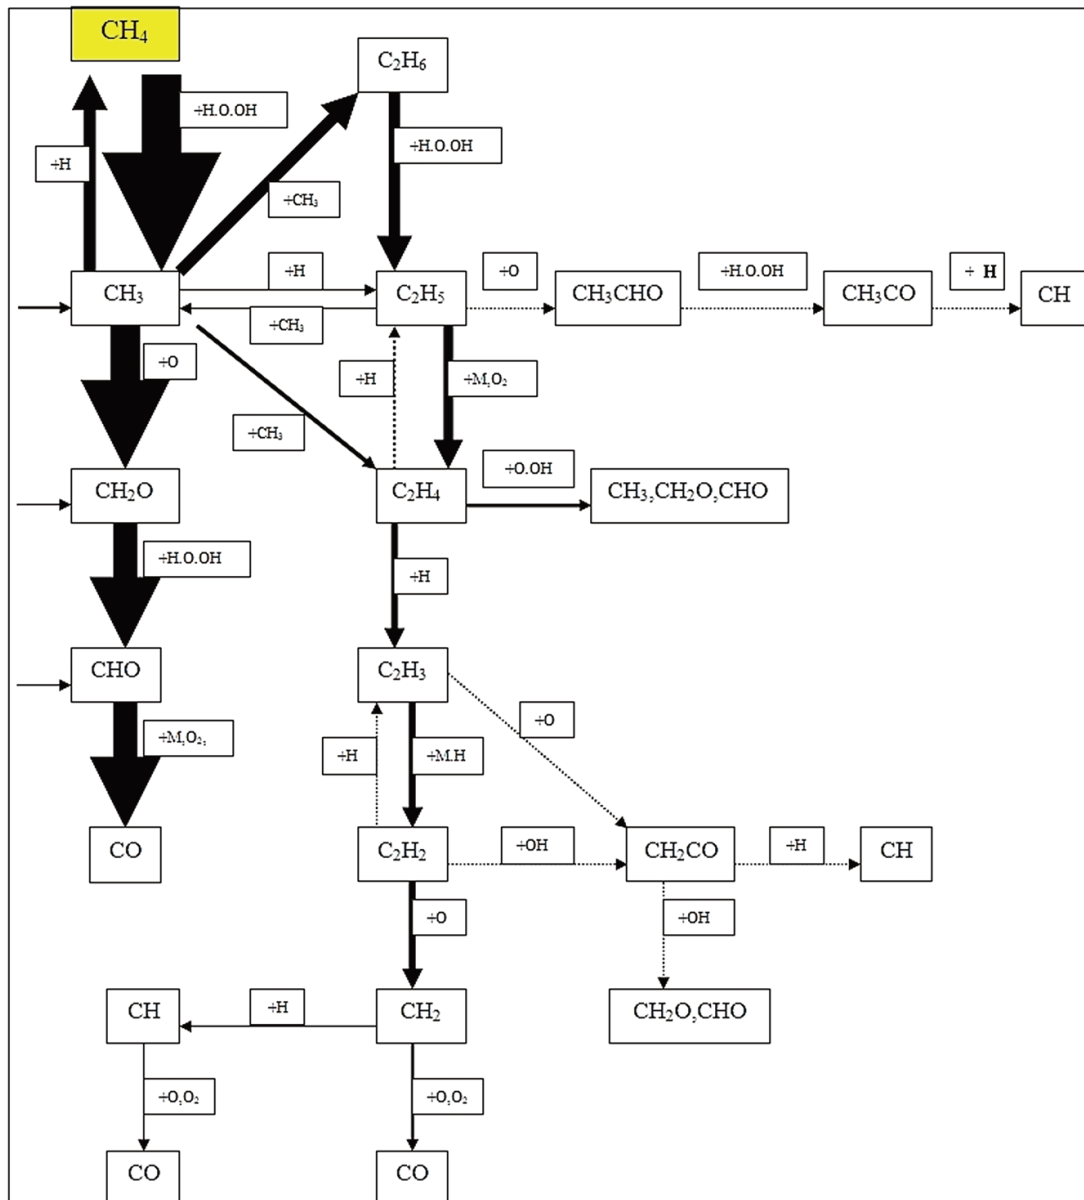 CH₄
C₂H₆
÷H.O.OH
÷H.O.OH
÷H
÷CH₃
÷H
÷O
÷H.O.OH
÷ H
CH₃
C₂H₅
CH₃CHO
CH₃CO
CH
÷CH₃
÷O
÷H
÷M,O₂
÷CH₃
÷O.OH
CH₂O
C₂H₄
CH₃,CH₂O,CHO
÷H.O.OH
÷H
CHO
C₂H₃
÷O
÷M,O₂,
÷H
÷M.H
CO
C₂H₂
÷OH
CH₂CO
÷H
CH
÷O
÷OH
CH
÷H
CH₂
CH₂O,CHO
÷O,O₂
÷O,O₂
CO
CO